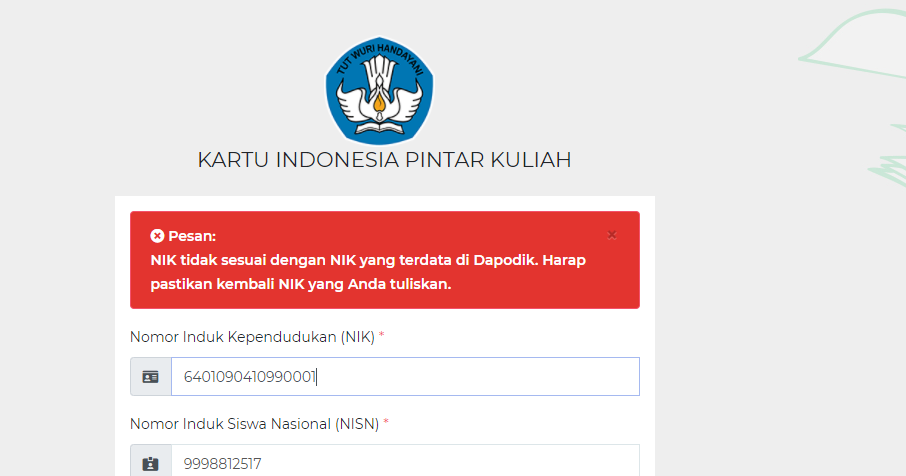 TUT WURI HANDAYANI
KARTU INDONESIA PINTAR KULIAH
Pesan:
NIK tidak sesuai dengan NIK yang terdata di Dapodik. Harap
pastikan kembali NIK yang Anda tuliskan.
Nomor Induk Kependudukan (NIK) *
6401090410990001
Nomor Induk Siswa Nasional (NISN) *
9998812517